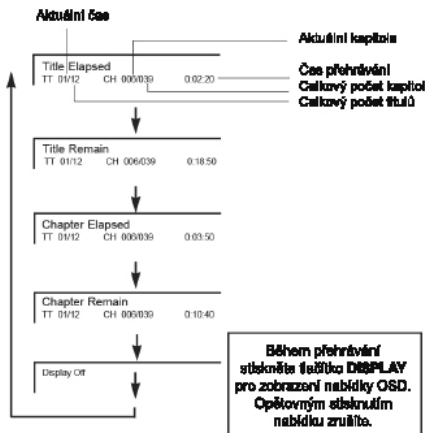 Aktuální čas
Aktuální kapitola
Title Elapsed
TT 01/12 CH 006/039 0:02:20
Čas přehrávání
Celkový počet kapitol
Celkový počet titulů
Title Remain
TT 01/12 CH 006/039 0:18:50
Chapter Elapsed
TT 01/12 CH 006/039 0:03:50
Chapter Remain
TT 01/12 CH 006/039 0:10:40
Display Off
Během přehrávání
stiskněte tlačítko DISPLAY
pro zobrazení nabídky OSD.
Opětovným stisknutím
nabídku zrušíte.